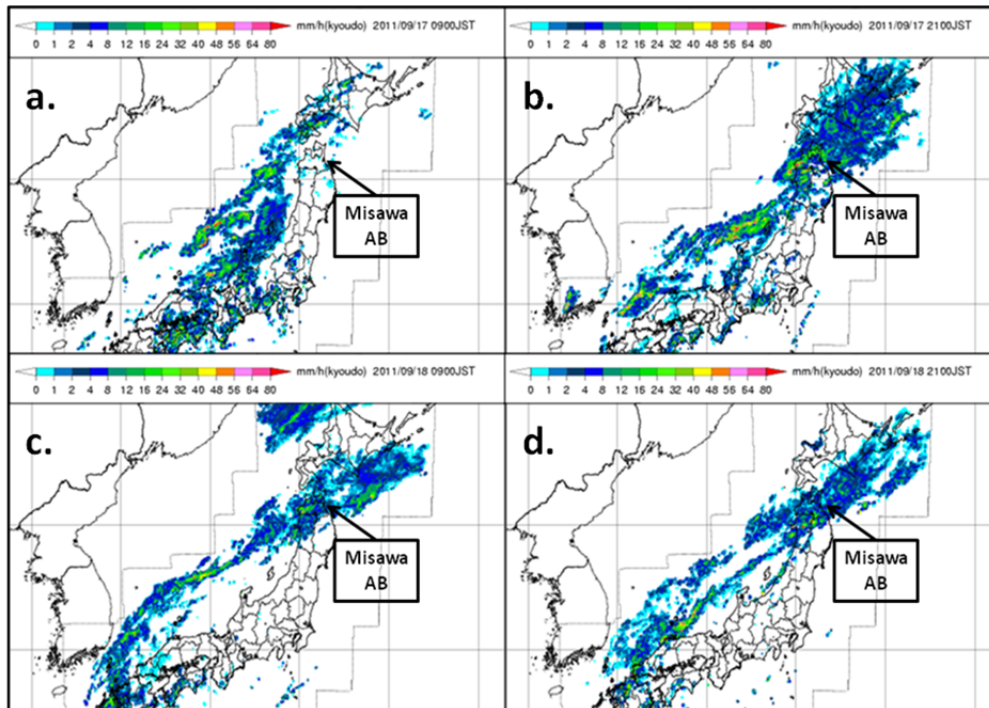 mm/h(kyoudo) 2011/09/17 0900JST
0 1 2 4 8 12 16 24 32 40 48 56 64 80
a.
Misawa
AB
mm/h(kyoudo) 2011/09/17 2100JST
0 1 2 4 8 12 16 24 32 40 48 56 64 80
b.
Misawa
AB
mm/h(kyoudo) 2011/09/18 0900JST
0 1 2 4 8 12 16 24 32 40 48 56 64 80
c.
Misawa
AB
mm/h(kyoudo) 2011/09/18 2100JST
0 1 2 4 8 12 16 24 32 40 48 56 64 80
d.
Misawa
AB